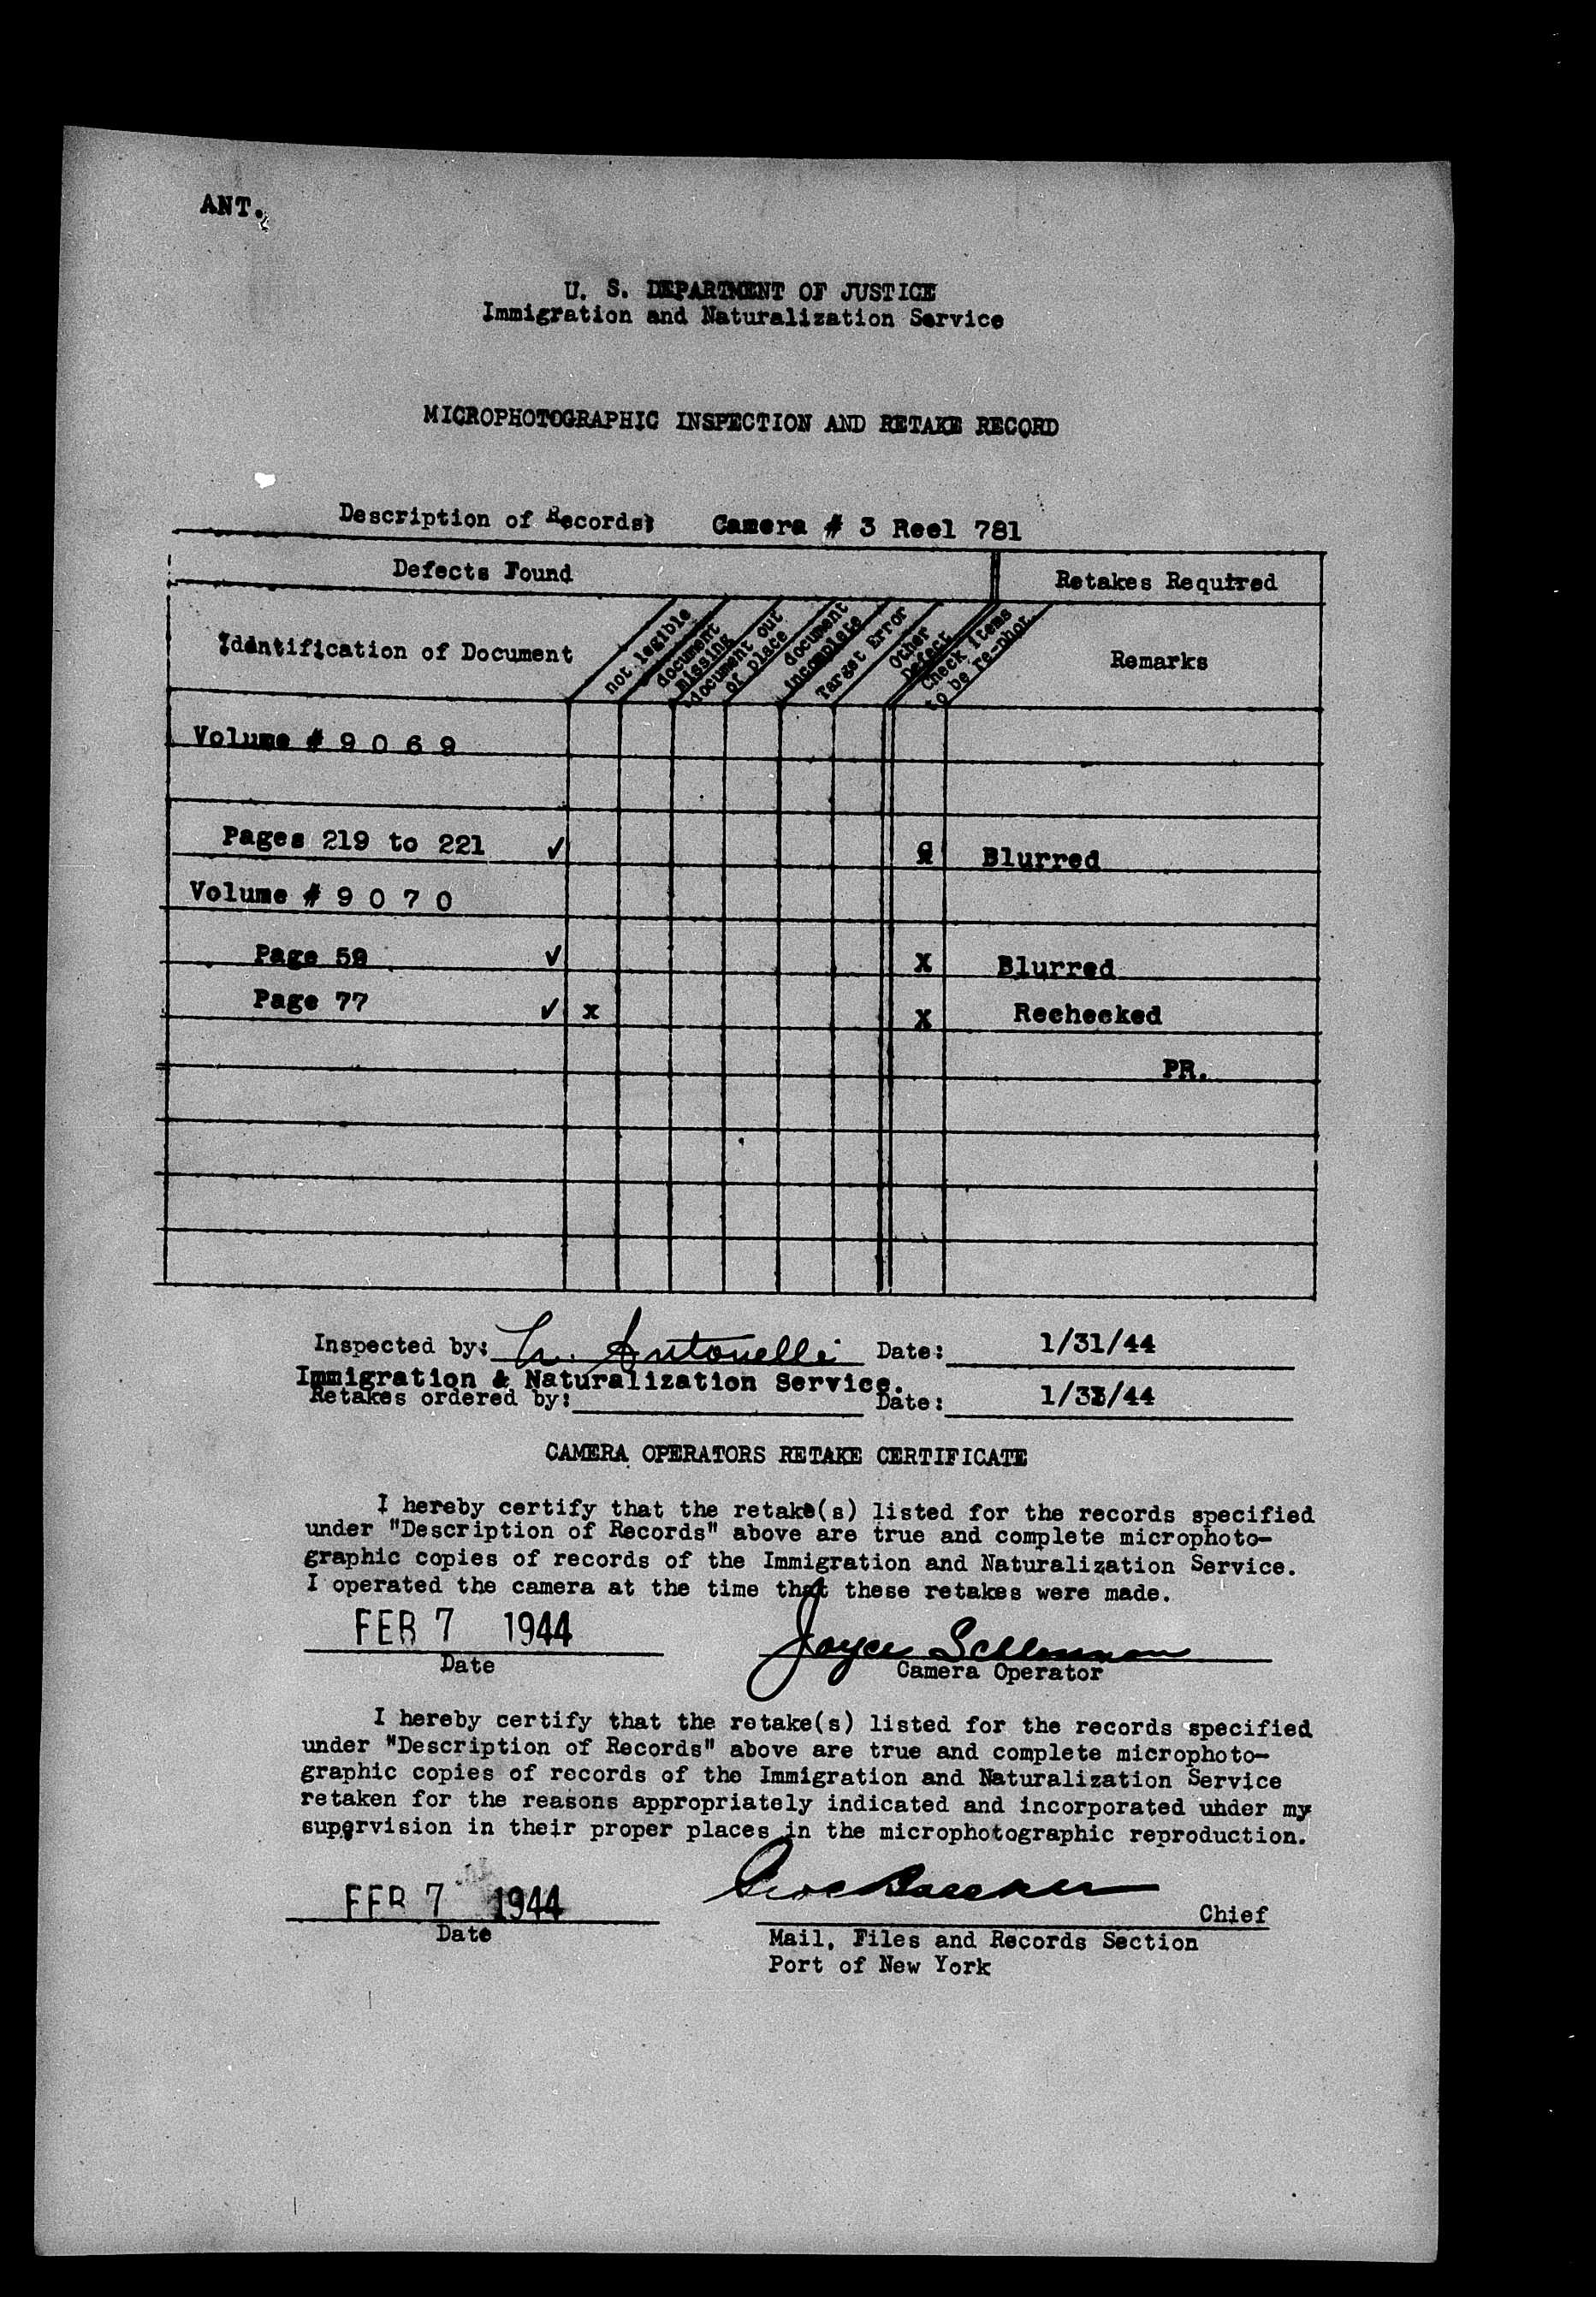 ANT.
U. S. DEPARTMENT OF JUSTICE
Immigration and Naturalization Service
MICROPHOTOGRAPHIC INSPECTION AND RETAKE RECORD
Description of Records: Camera # 3 Reel 781
Defects Found
Retakes Required
Identification of Document
not legible
document
missing
document out
of place
document
incomplete
Target Error
Other
Defect
Check Items
to be re-phot.
Remarks
Volume # 9 0 6 9
Pages 219 to 221 ✓ Blurred
Volume # 9 0 7 0
Page 59 ✓ X Blurred
Page 77 ✓ x X Rechecked
PR.
Inspected by: Antonelli Date: 1/31/44
Immigration & Naturalization Service.
Retakes ordered by: Date: 1/31/44
CAMERA OPERATORS RETAKE CERTIFICATE
I hereby certify that the retake(s) listed for the records specified
under "Description of Records" above are true and complete microphoto-
graphic copies of records of the Immigration and Naturalization Service.
I operated the camera at the time that these retakes were made.
FEB 7 1944 Joyce
Date
Camera Operator
I hereby certify that the retake(s) listed for the records specified
under "Description of Records" above are true and complete microphoto-
graphic copies of records of the Immigration and Naturalization Service
retaken for the reasons appropriately indicated and incorporated under my
supervision in their proper places in the microphotographic reproduction.
FEB 7 1944
Chief
Date
Mail, Files and Records Section
Port of New York